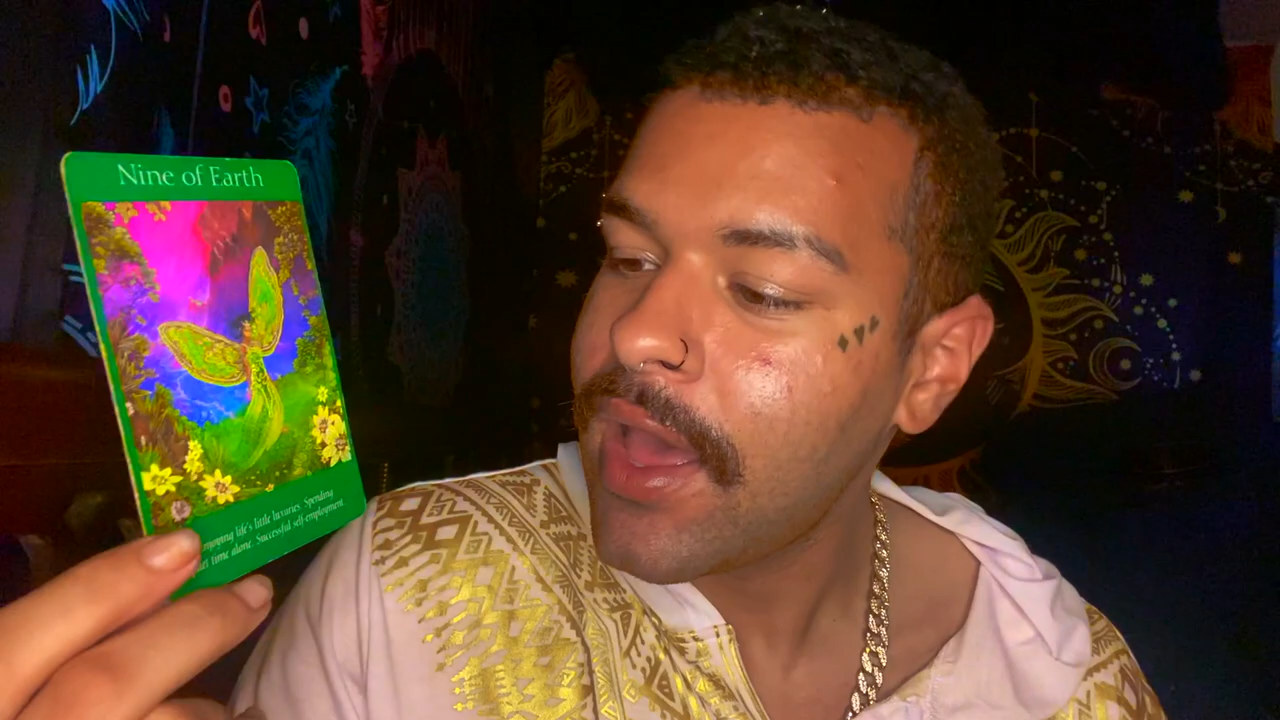 Nine of Earth
enjoying life's little luxuries. Spending
time alone. Successful self-employment